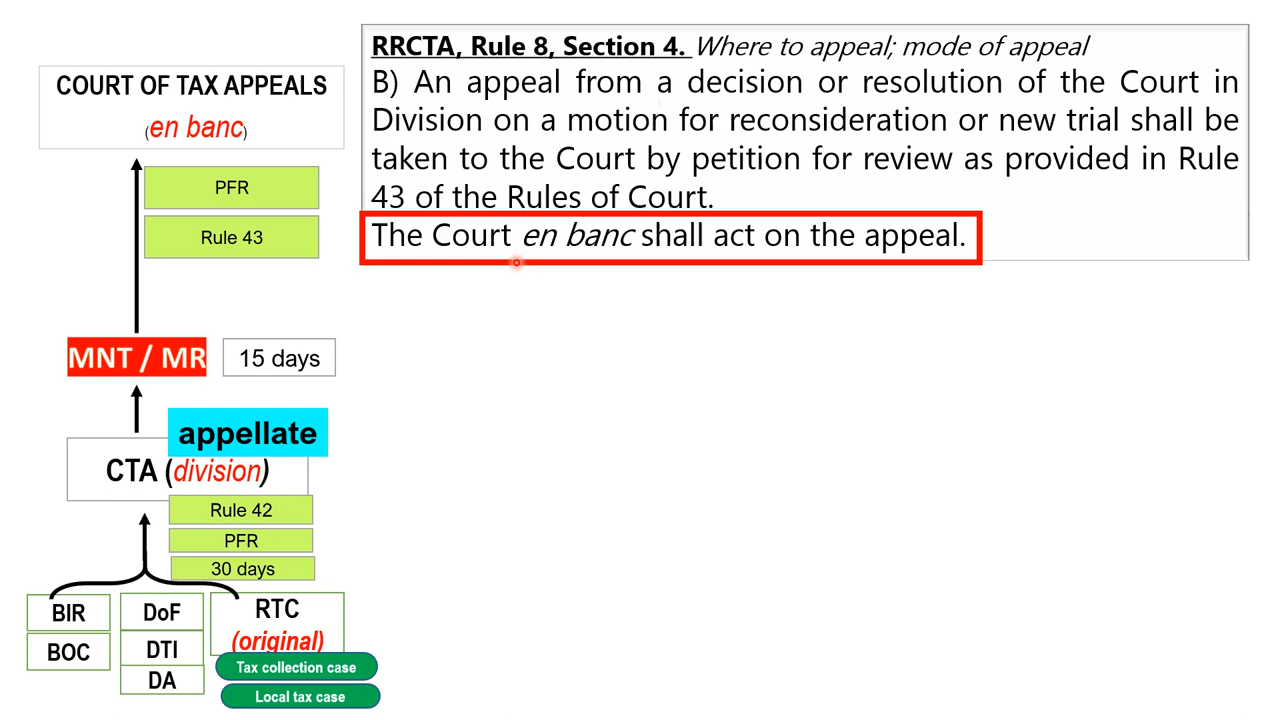 RRCTA, Rule 8, Section 4. Where to appeal; mode of appeal
B) An appeal from a decision or resolution of the Court in
Division on a motion for reconsideration or new trial shall be
taken to the Court by petition for review as provided in Rule
43 of the Rules of Court.
The Court en banc shall act on the appeal.
COURT OF TAX APPEALS
(en banc)
PFR
Rule 43
MNT / MR
15 days
appellate
CTA (division)
Rule 42
PFR
30 days
BIR
BOC
DoF
DTI
DA
RTC
(original)
Tax collection case
Local tax case